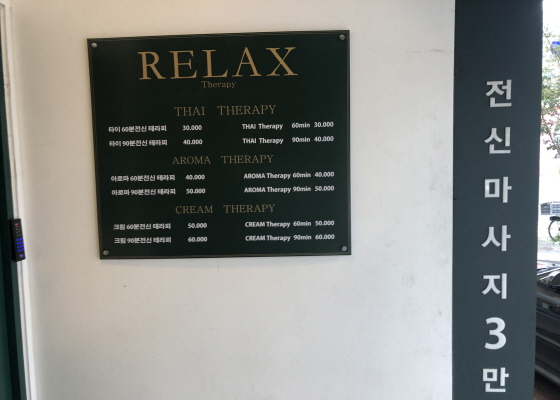 RELAX
Therapy
THAI THERAPY
타이 60분전신 테라피 30.000 THAI Therapy 60min 30.000
타이 90분전신 테라피 40.000 THAI Therapy 90min 40.000
AROMA THERAPY
아로마 60분전신 테라피 40.000 AROMA Therapy 60min 40.000
아로마 90분전신 테라피 50.000 AROMA Therapy 90min 50.000
CREAM THERAPY
크림 60분전신 테라피 50.000 CREAM Therapy 60min 50.000
크림 90분전신 테라피 60.000 CREAM Therapy 90min 60.000
전신마사지3만